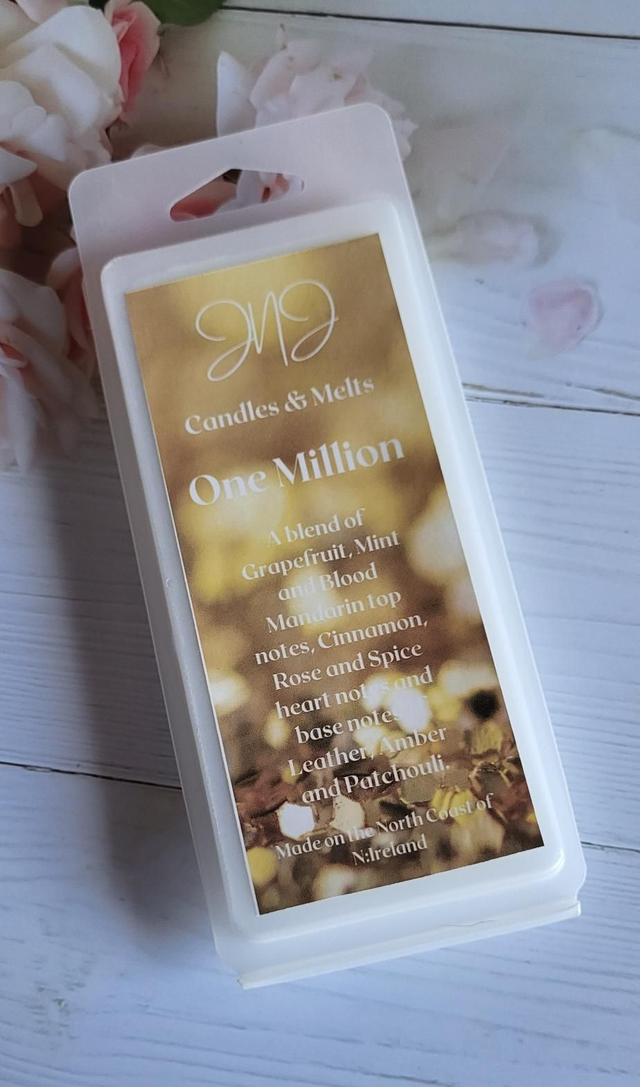 JNJ
Candles & Melts
One Million
A blend of
Grapefruit, Mint
and Blood
Mandarin top
notes, Cinnamon,
Rose and Spice
heart notes and
base notes
Leather, Amber
and Patchouli.
Made on the North Coast of
N:Ireland